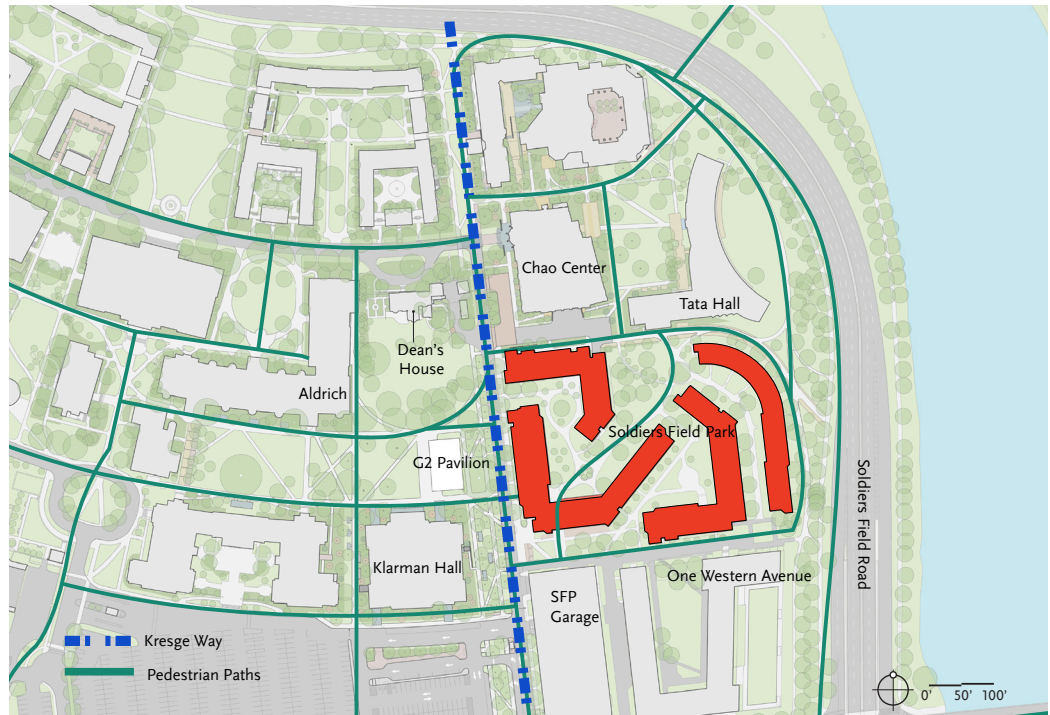 Chao Center
Tata Hall
Dean's
House
Aldrich
Soldiers Field Park
G2 Pavilion
Soldiers Field Road
Klarman Hall
One Western Avenue
SFP
Garage
Kresge Way
Pedestrian Paths
0' 50' 100'